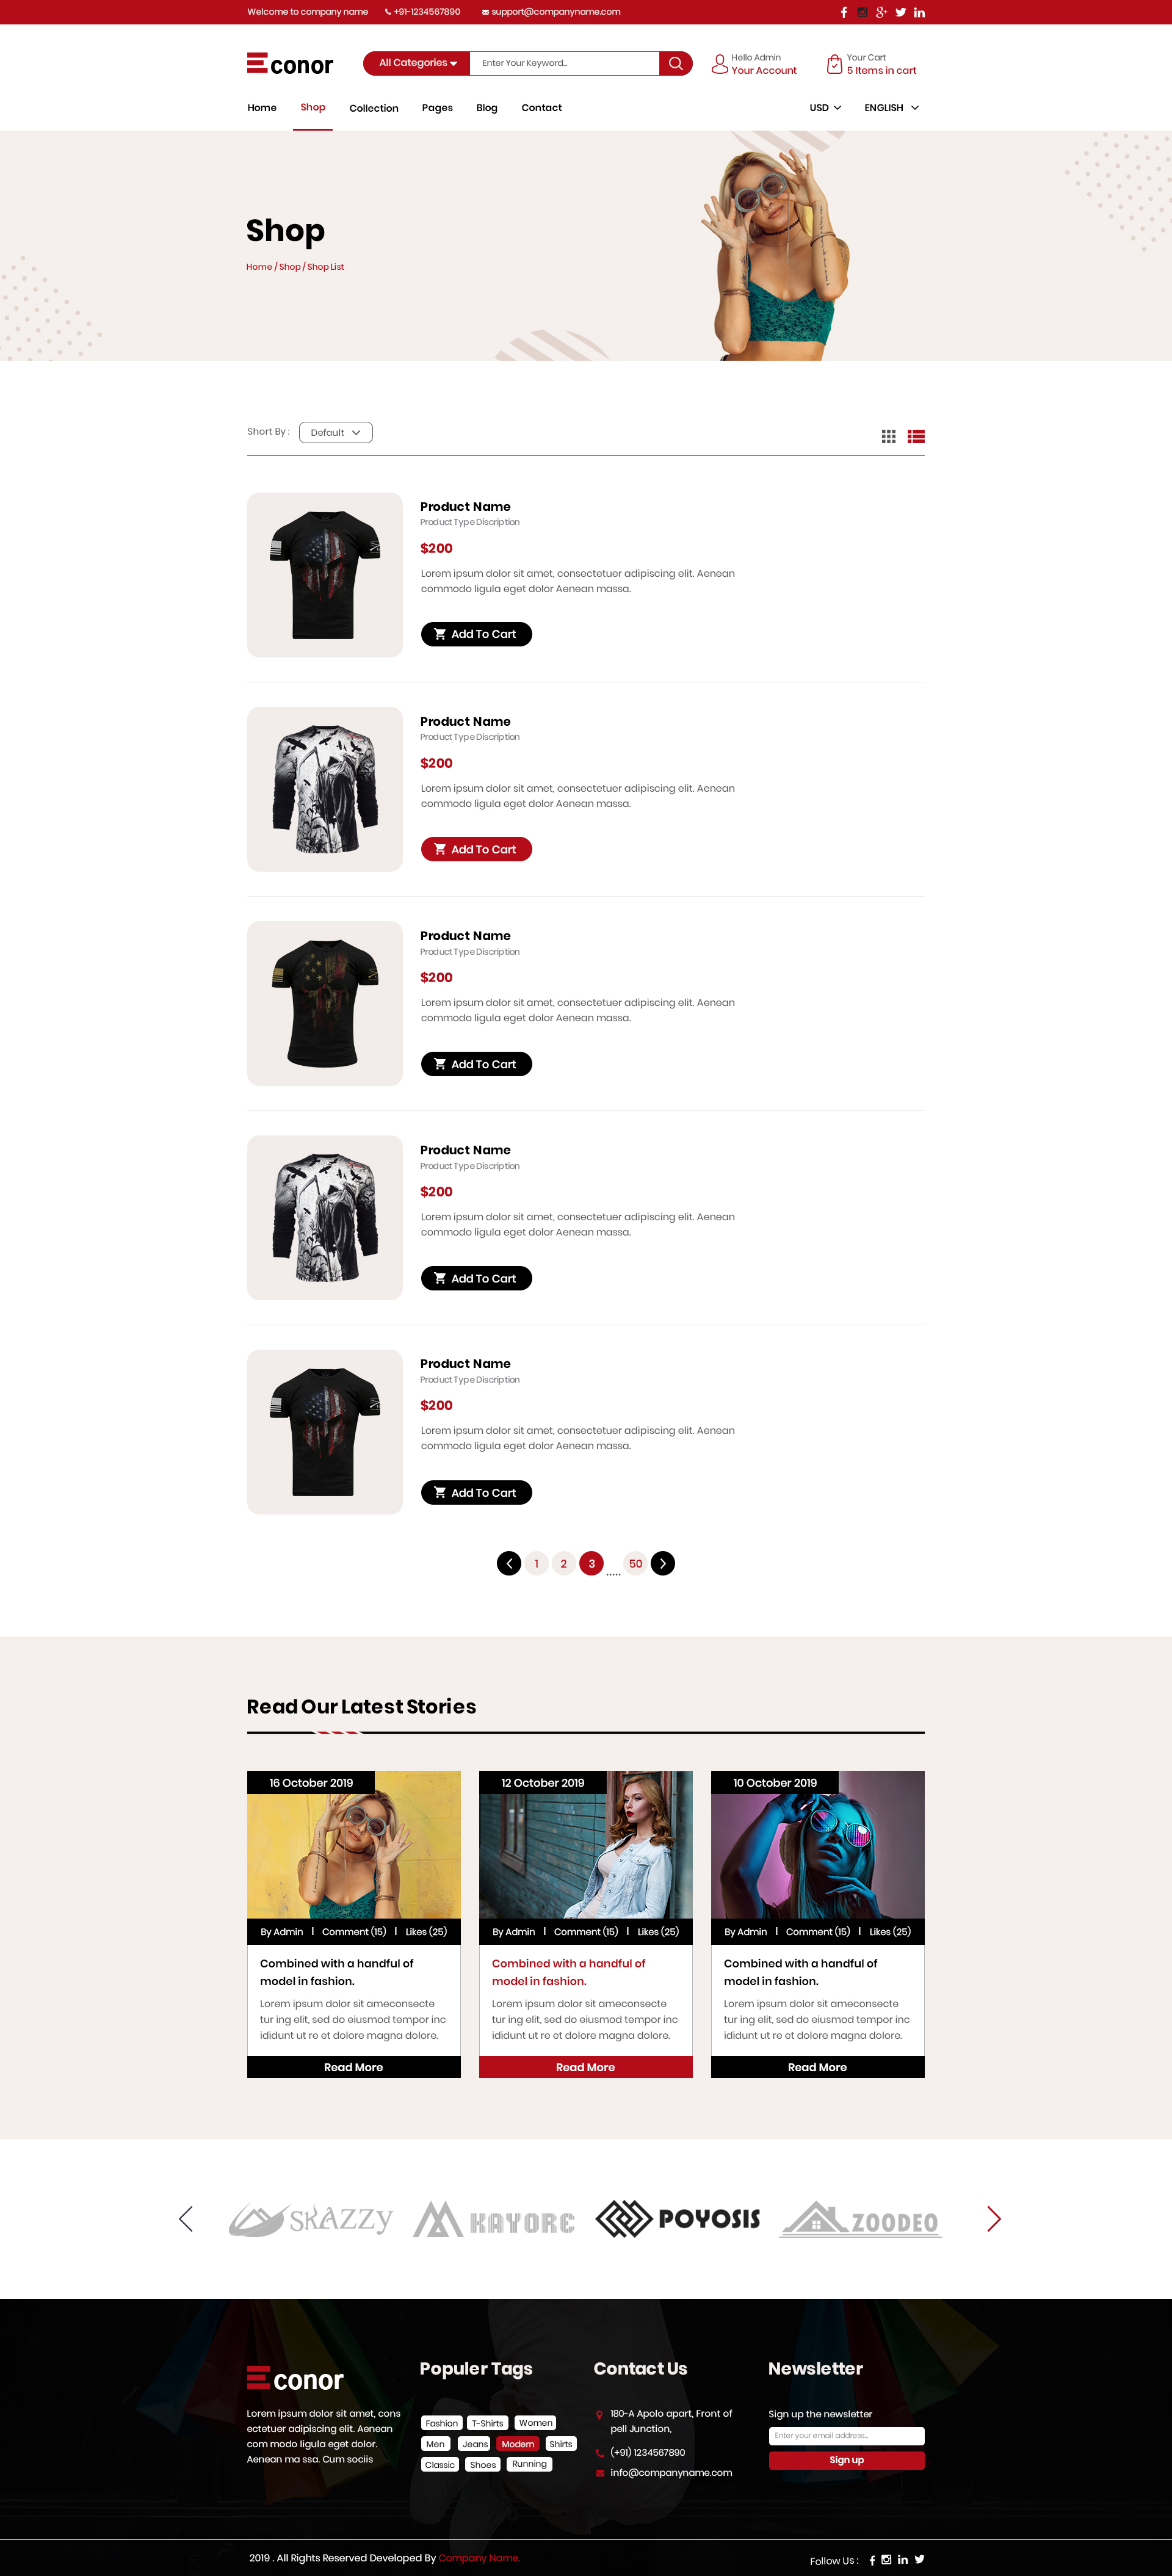 Welcome to company name +91-1234567890 support@companyname.com
Econor
All Categories Enter Your Keyword...
Hello Admin
Your Account
Your Cart
5 Items in cart
Home Shop Collection Pages Blog Contact USD ENGLISH
Shop
Home / Shop / Shop List
Short By : Default
Product Name
Product Type Discription
$200
Lorem ipsum dolor sit amet, consectetuer adipiscing elit. Aenean
commodo ligula eget dolor Aenean massa.
Add To Cart
Product Name
Product Type Discription
$200
Lorem ipsum dolor sit amet, consectetuer adipiscing elit. Aenean
commodo ligula eget dolor Aenean massa.
Add To Cart
Product Name
Product Type Discription
$200
Lorem ipsum dolor sit amet, consectetuer adipiscing elit. Aenean
commodo ligula eget dolor Aenean massa.
Add To Cart
Product Name
Product Type Discription
$200
Lorem ipsum dolor sit amet, consectetuer adipiscing elit. Aenean
commodo ligula eget dolor Aenean massa.
Add To Cart
Product Name
Product Type Discription
$200
Lorem ipsum dolor sit amet, consectetuer adipiscing elit. Aenean
commodo ligula eget dolor Aenean massa.
Add To Cart
1 2 3 ..... 50
Read Our Latest Stories
16 October 2019
By Admin | Comment (15) | Likes (25)
Combined with a handful of
model in fashion.
Lorem ipsum dolor sit ameconsecte
tur ing elit, sed do eiusmod tempor inc
ididunt ut re et dolore magna dolore.
Read More
12 October 2019
By Admin | Comment (15) | Likes (25)
Combined with a handful of
model in fashion.
Lorem ipsum dolor sit ameconsecte
tur ing elit, sed do eiusmod tempor inc
ididunt ut re et dolore magna dolore.
Read More
10 October 2019
By Admin | Comment (15) | Likes (25)
Combined with a handful of
model in fashion.
Lorem ipsum dolor sit ameconsecte
tur ing elit, sed do eiusmod tempor inc
ididunt ut re et dolore magna dolore.
Read More
SKAZZY KAYORE POYOSIS ZOODEO
Econor
Lorem ipsum dolor sit amet, cons
ectetuer adipiscing elit. Aenean
com modo ligula eget dolor.
Aenean ma ssa. Cum sociis
Populer Tags
Fashion T-Shirts Women
Men Jeans Modern Shirts
Classic Shoes Running
Contact Us
180-A Apolo apart, Front of
pell Junction,
(+91) 1234567890
info@companyname.com
Newsletter
Sign up the newsletter
Enter your email address...
Sign up
2019 . All Rights Reserved Developed By Company Name.
Follow Us :